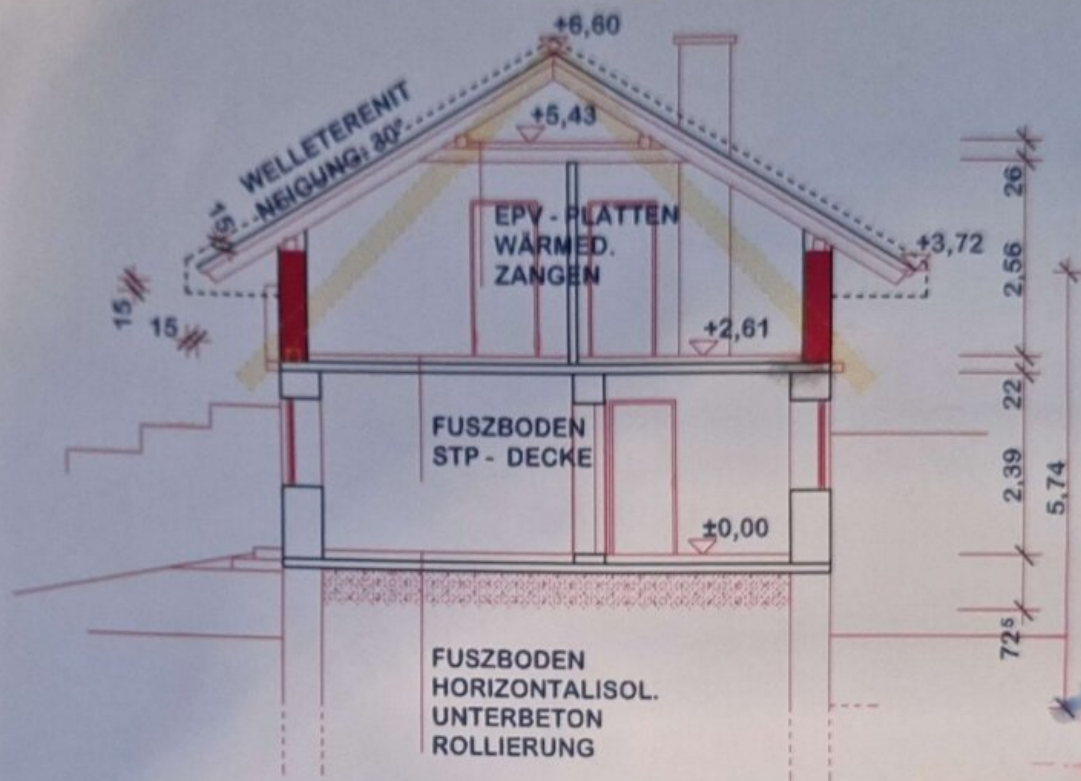 +6,60
WELLETERENIT
NEIGUNG: 30°
+5,43
26
15
EPV - PLATTEN
WÄRMED.
ZANGEN
+3,72
2,56
15
15
+2,61
22
FUSZBODEN
STP - DECKE
2,39
5,74
±0,00
72⁵
FUSZBODEN
HORIZONTALISOL.
UNTERBETON
ROLLIERUNG